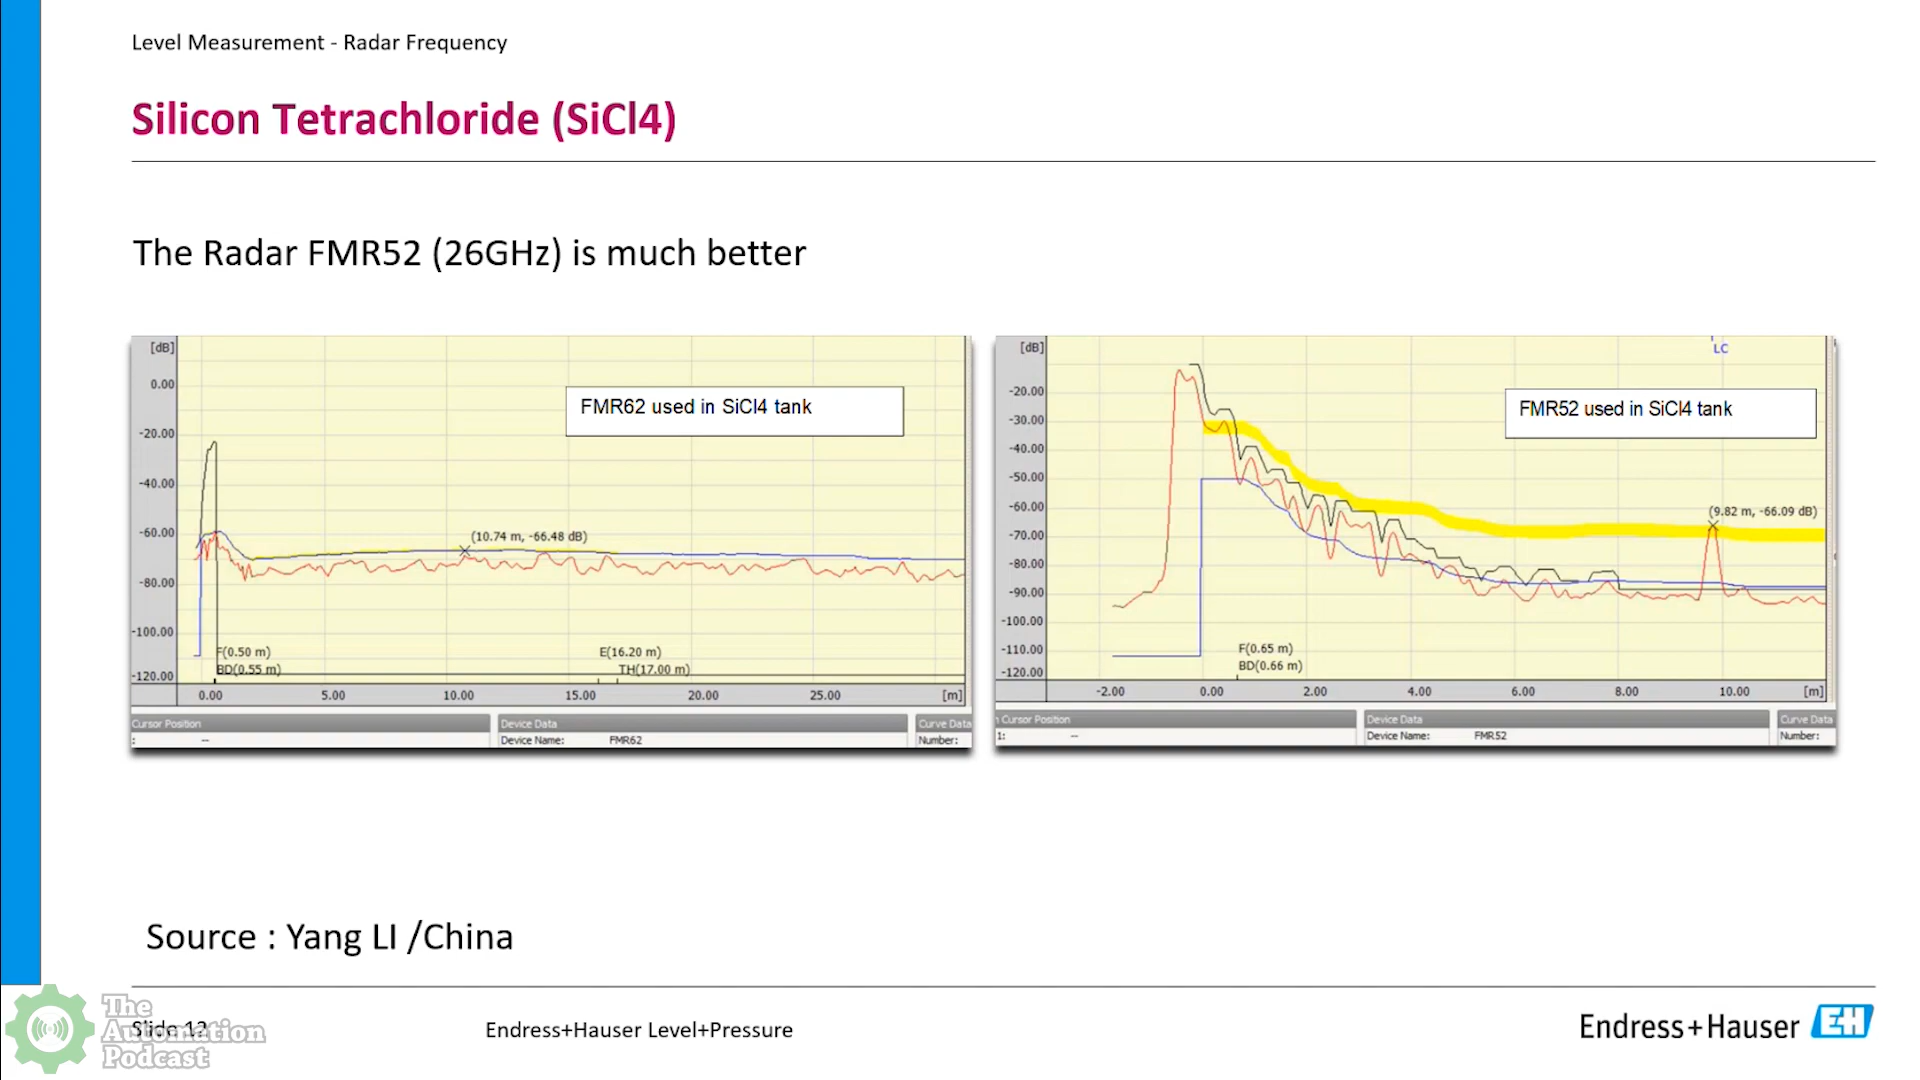 Level Measurement - Radar Frequency
Silicon Tetrachloride (SiCl4)
The Radar FMR52 (26GHz) is much better
[dB]
0.00
-20.00
-40.00
-60.00
-80.00
-100.00
-120.00
FMR62 used in SiCl4 tank
(10.74 m, -66.48 dB)
F(0.50 m)
BD(0.55 m)
E(16.20 m)
TH(17.00 m)
0.00 5.00 10.00 15.00 20.00 25.00 [m]
Cursor Position Device Data Curve Data
: -- Device Name: FMR62 Number:
[dB]
-20.00
-30.00
-40.00
-50.00
-60.00
-70.00
-80.00
-90.00
-100.00
-110.00
-120.00
LC
FMR52 used in SiCl4 tank
(9.82 m, -66.09 dB)
F(0.65 m)
BD(0.66 m)
-2.00 0.00 2.00 4.00 6.00 8.00 10.00 [m]
Cursor Position Device Data Curve Data
1: -- Device Name: FMR52 Number:
Source : Yang LI /China
The Automation Podcast
Slide 12
Endress+Hauser Level+Pressure
Endress+Hauser EH